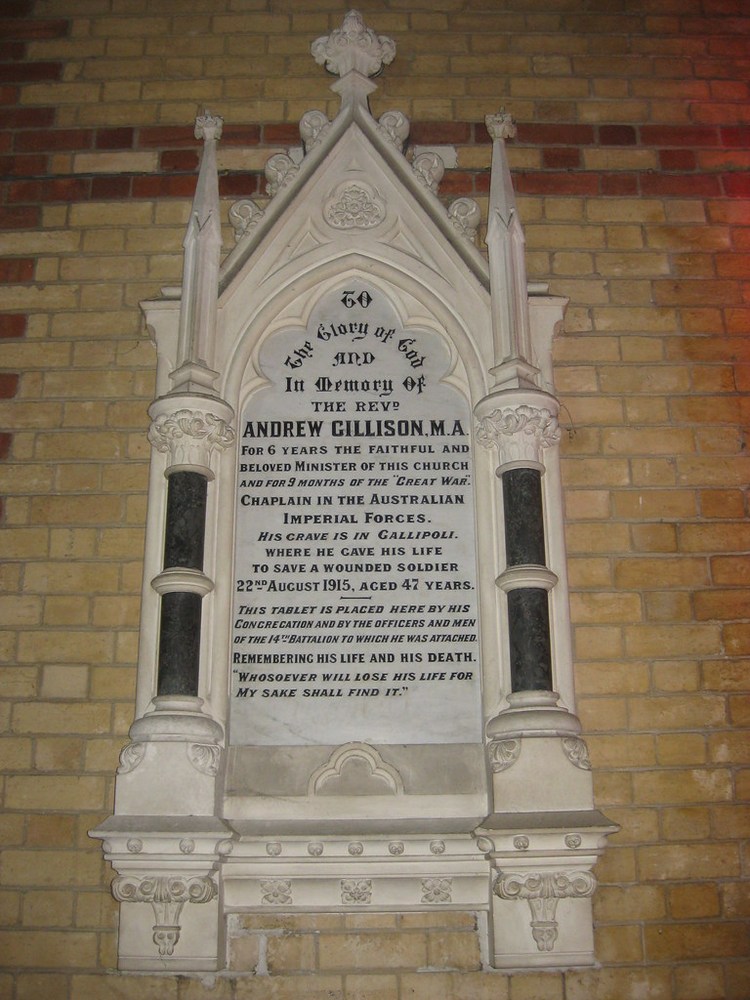 TO
The Glory of God
AND
In Memory Of
THE REVD
ANDREW GILLISON, M.A.
FOR 6 YEARS THE FAITHFUL AND
BELOVED MINISTER OF THIS CHURCH
AND FOR 9 MONTHS OF THE "GREAT WAR".
CHAPLAIN IN THE AUSTRALIAN
IMPERIAL FORCES.
HIS GRAVE IS IN GALLIPOLI.
WHERE HE GAVE HIS LIFE
TO SAVE A WOUNDED SOLDIER
22ND AUGUST 1915, AGED 47 YEARS.
THIS TABLET IS PLACED HERE BY HIS
CONGREGATION AND BY THE OFFICERS AND MEN
OF THE 14TH BATTALION TO WHICH HE WAS ATTACHED.
REMEMBERING HIS LIFE AND HIS DEATH.
"WHOSOEVER WILL LOSE HIS LIFE FOR
MY SAKE SHALL FIND IT."